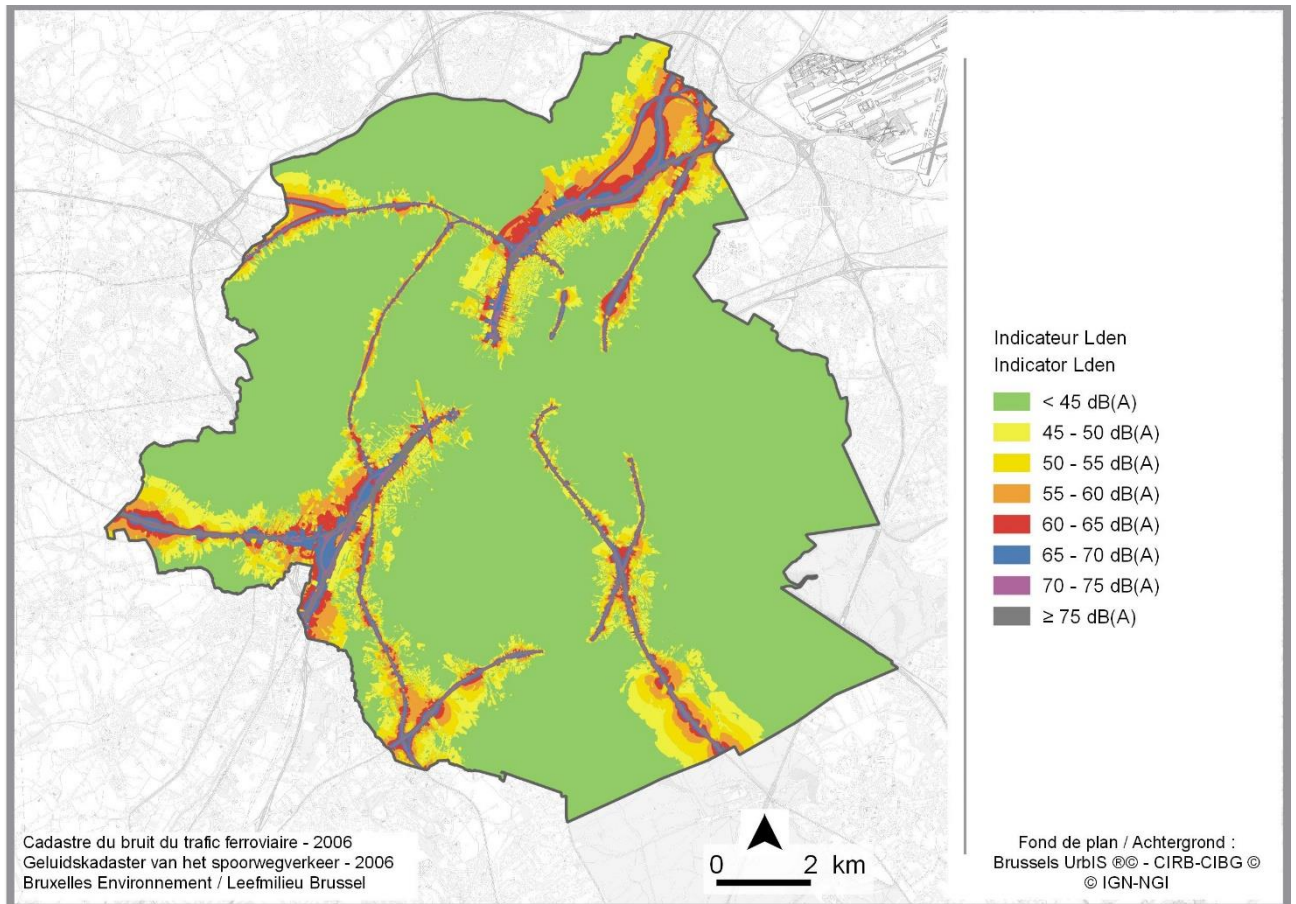 Indicateur Lden
Indicator Lden
< 45 dB(A)
45 - 50 dB(A)
50 - 55 dB(A)
55 - 60 dB(A)
60 - 65 dB(A)
65 - 70 dB(A)
70 - 75 dB(A)
≥ 75 dB(A)
0 2 km
Cadastre du bruit du trafic ferroviaire - 2006
Geluidskadaster van het spoorwegverkeer - 2006
Bruxelles Environnement / Leefmilieu Brussel
Fond de plan / Achtergrond :
Brussels UrbIS ®© - CIRB-CIBG ©
© IGN-NGI